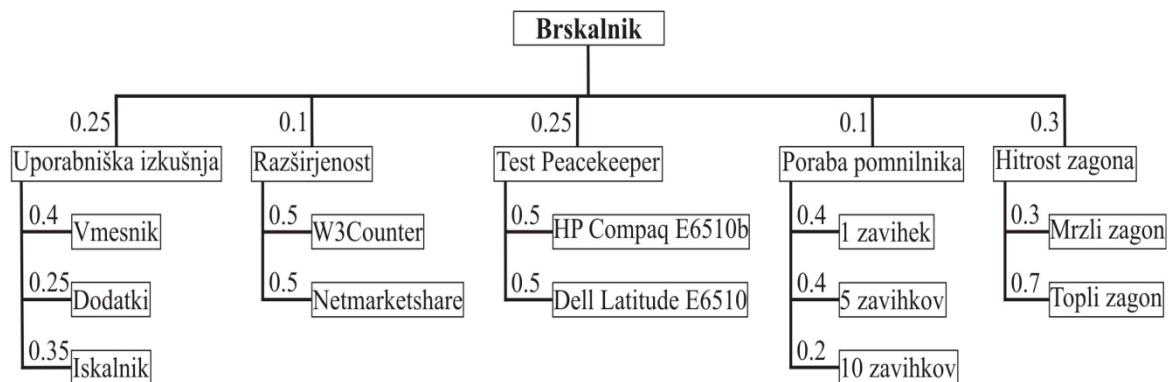 Brskalnik
0.25 0.1 0.25 0.1 0.3
Uporabniška izkušnja Razširjenost Test Peacekeeper Poraba pomnilnika Hitrost zagona
0.4 0.5 0.5 0.4 0.3
Vmesnik W3Counter HP Compaq E6510b 1 zavihek Mrzli zagon
0.25 0.5 0.5 0.4 0.7
Dodatki Netmarketshare Dell Latitude E6510 5 zavihkov Topli zagon
0.35 0.2
Iskalnik 10 zavihkov